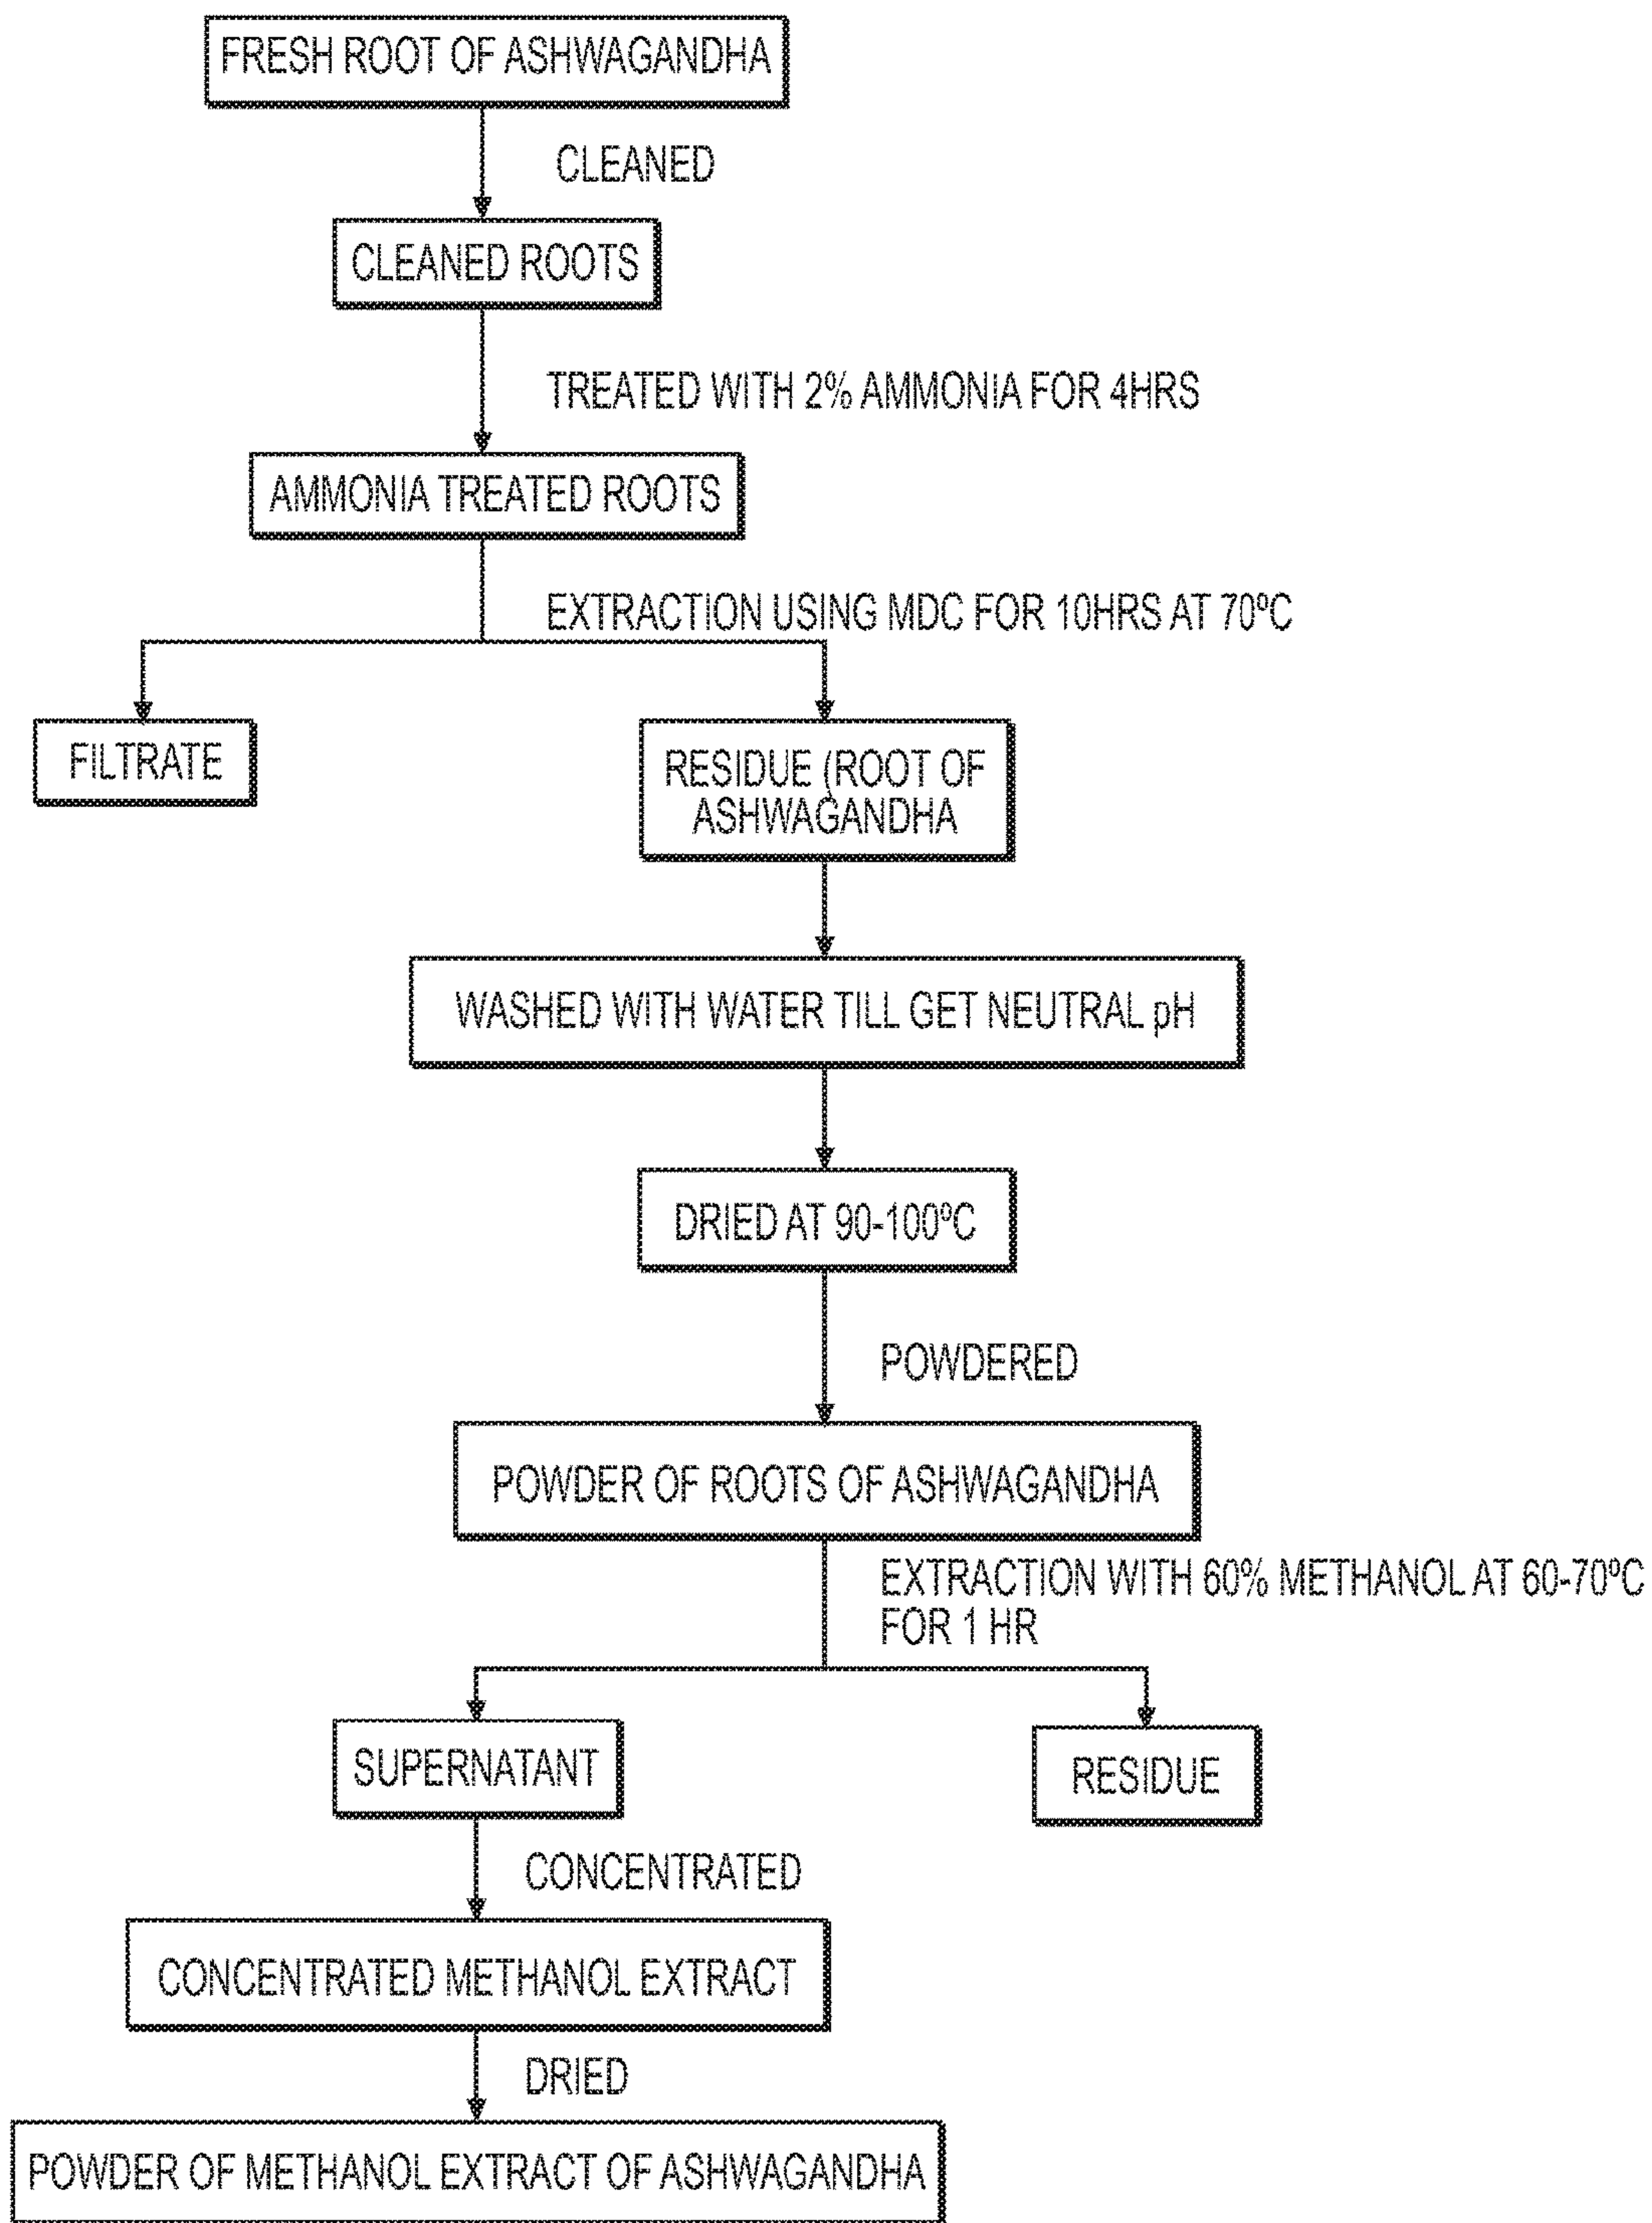 FRESH ROOT OF ASHWAGANDHA
CLEANED
CLEANED ROOTS
TREATED WITH 2% AMMONIA FOR 4HRS
AMMONIA TREATED ROOTS
EXTRACTION USING MDC FOR 10HRS AT 70ºC
FILTRATE
RESIDUE (ROOT OF
ASHWAGANDHA
WASHED WITH WATER TILL GET NEUTRAL pH
DRIED AT 90-100ºC
POWDERED
POWDER OF ROOTS OF ASHWAGANDHA
EXTRACTION WITH 60% METHANOL AT 60-70ºC
FOR 1 HR
SUPERNATANT
RESIDUE
CONCENTRATED
CONCENTRATED METHANOL EXTRACT
DRIED
POWDER OF METHANOL EXTRACT OF ASHWAGANDHA